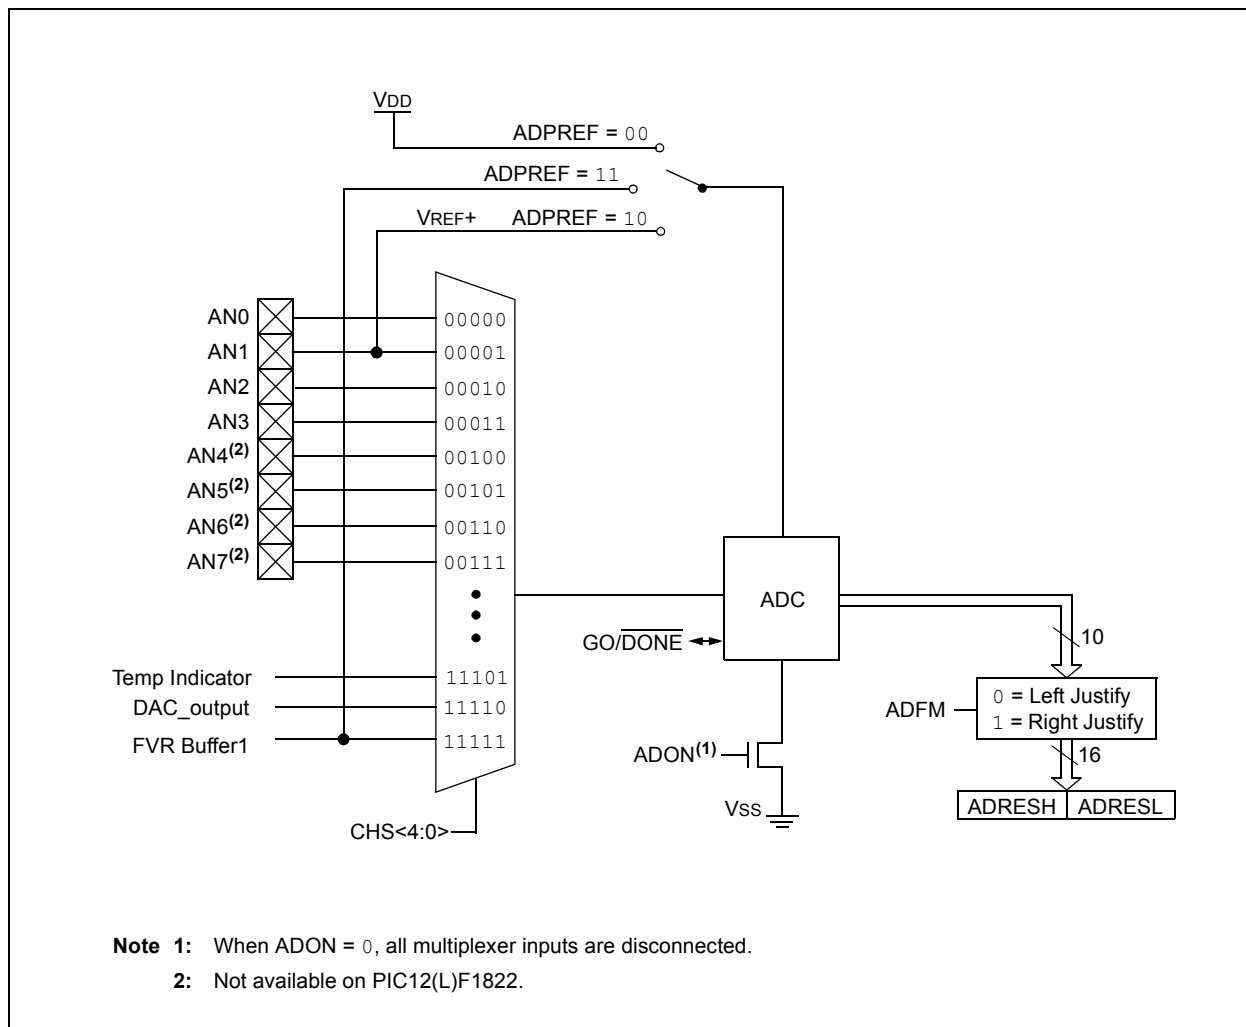 VDD
ADPREF = 00
ADPREF = 11
VREF+ ADPREF = 10
AN0
00000
AN1
00001
AN2
00010
AN3
00011
AN4(2)
00100
AN5(2)
00101
AN6(2)
00110
AN7(2)
00111
ADC
GO/DONE
10
Temp Indicator
11101
DAC_output
11110
FVR Buffer1
11111
ADFM
0 = Left Justify
1 = Right Justify
16
ADON(1)
VSS
ADRESH ADRESL
CHS<4:0>
Note 1: When ADON = 0, all multiplexer inputs are disconnected.
2: Not available on PIC12(L)F1822.